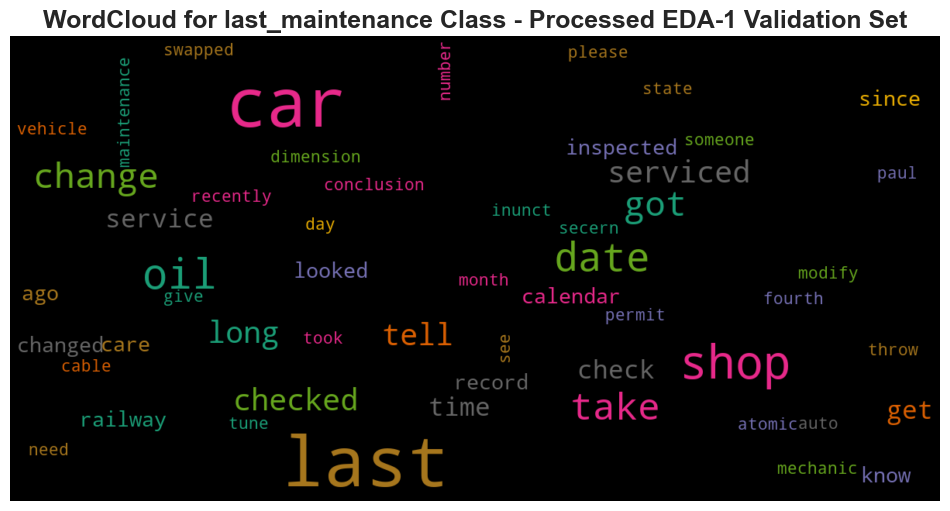 WordCloud for last_maintenance Class - Processed EDA-1 Validation Set
swapped
please
number
maintenance
car
state
since
vehicle
someone
inspected
dimension
change
serviced
paul
conclusion
recently
got
inunct
service
day
secern
date
looked
oil
modify
month
ago
give
calendar
fourth
permit
long
tell
took
see
changed
care
throw
cable
shop
check
record
checked
time
take
get
railway
tune
atomic
auto
need
last
mechanic
know